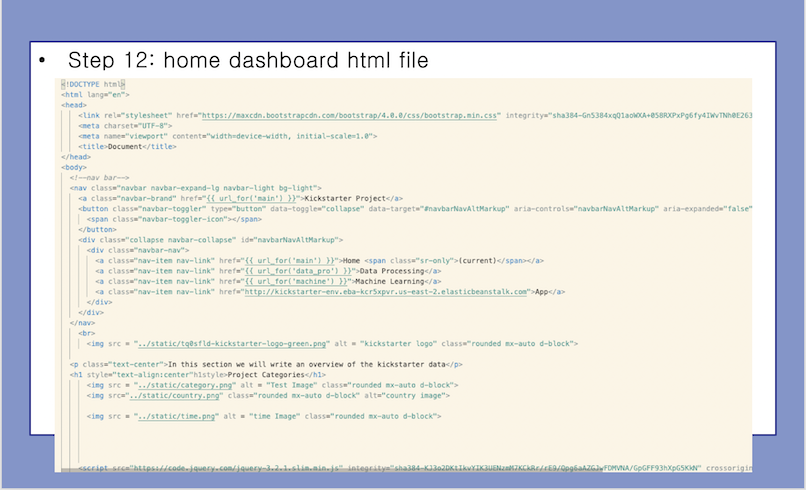 • Step 12: home dashboard html file
<!DOCTYPE html>
<html lang="en">
<head>
<link rel="stylesheet" href="https://maxcdn.bootstrapcdn.com/bootstrap/4.0.0/css/bootstrap.min.css" integrity="sha384-Gn5384xqQ1aoWXA+058RXPxPg6fy4IWvTNh0E263
<meta charset="UTF-8">
<meta name="viewport" content="width=device-width, initial-scale=1.0">
<title>Document</title>
</head>
<body>
<!--nav bar-->
<nav class="navbar navbar-expand-lg navbar-light bg-light">
<a class="navbar-brand" href="{{ url_for('main') }}">Kickstarter Project</a>
<button class="navbar-toggler" type="button" data-toggle="collapse" data-target="#navbarNavAltMarkup" aria-controls="navbarNavAltMarkup" aria-expanded="false"
<span class="navbar-toggler-icon"></span>
</button>
<div class="collapse navbar-collapse" id="navbarNavAltMarkup">
<div class="navbar-nav">
<a class="nav-item nav-link" href="{{ url_for('main') }}">Home <span class="sr-only">(current)</span></a>
<a class="nav-item nav-link" href="{{ url_for('data_pro') }}">Data Processing</a>
<a class="nav-item nav-link" href="{{ url_for('machine') }}">Machine Learning</a>
<a class="nav-item nav-link" href="http://kickstarter-env.eba-kcr5xpvr.us-east-2.elasticbeanstalk.com">App</a>
</div>
</div>
</nav>
<br>
<img src = "../static/tq0sfld-kickstarter-logo-green.png" alt = "kickstarter logo" class="rounded mx-auto d-block">
<p class="text-center">In this section we will write an overview of the kickstarter data</p>
<h1 style="text-align:center"h1style>Project Categories</h1>
<img src = "../static/category.png" alt = "Test Image" class="rounded mx-auto d-block">
<img src="../static/country.png" class="rounded mx-auto d-block" alt="country image">
<img src = "../static/time.png" alt = "time Image" class="rounded mx-auto d-block">
<script src="https://code.jquery.com/jquery-3.2.1.slim.min.js" integrity="sha384-KJ3o2DKtIkvYIK3UENzmM7KCkRr/rE9/Qpg6aAZGJwFDMVNA/GpGFF93hXpG5KkN" crossorigin